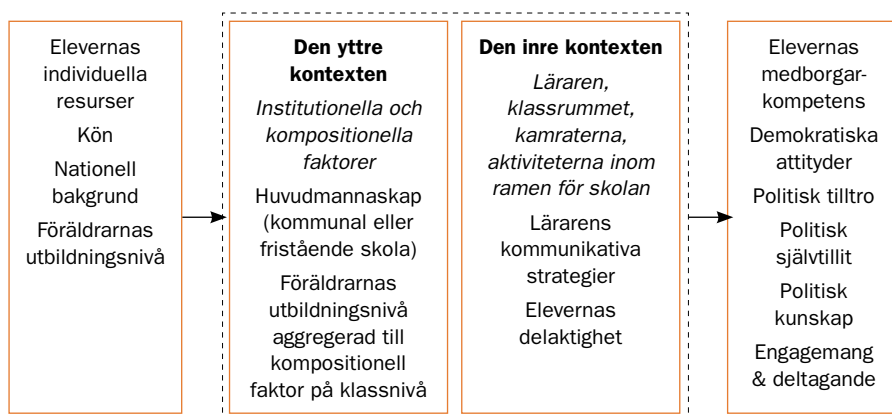 Elevernas
individuella
resurser
Kön
Nationell
bakgrund
Föräldrarnas
utbildningsnivå
Den yttre
kontexten
Institutionella och
kompositionella
faktorer
Huvudmannaskap
(kommunal eller
fristående skola)
Föräldrarnas
utbildningsnivå
aggregerad till
kompositionell
faktor på klassnivå
Den inre kontexten
Läraren,
klassrummet,
kamraterna,
aktiviteterna inom
ramen för skolan
Lärarens
kommunikativa
strategier
Elevernas
delaktighet
Elevernas
medborgar-
kompetens
Demokratiska
attityder
Politisk tilltro
Politisk
självtillit
Politisk
kunskap
Engagemang
& deltagande